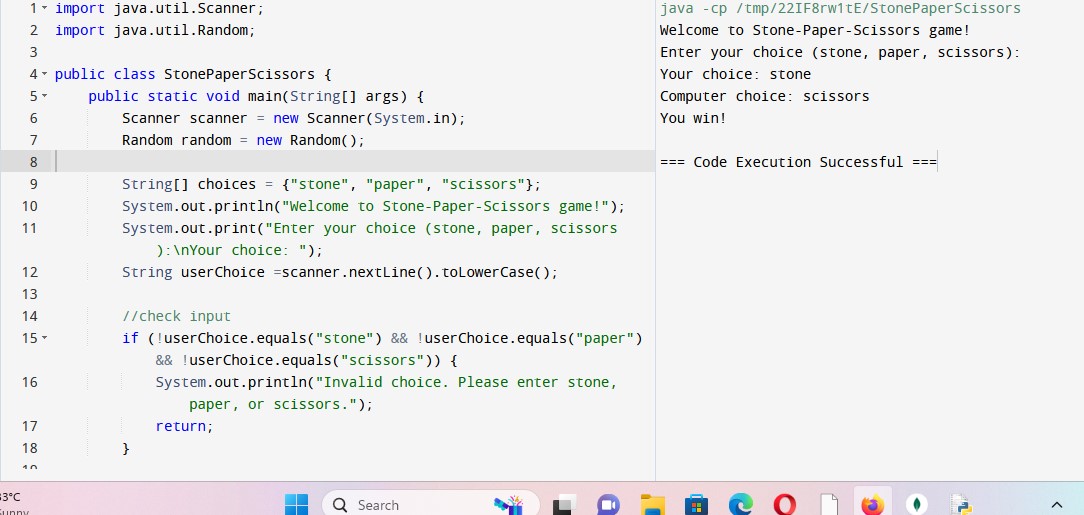 1 import java.util.Scanner;
2 import java.util.Random;
3
4 public class StonePaperScissors {
5 public static void main(String[] args) {
6 Scanner scanner = new Scanner(System.in);
7 Random random = new Random();
8
9 String[] choices = {"stone", "paper", "scissors"};
10 System.out.println("Welcome to Stone-Paper-Scissors game!");
11 System.out.print("Enter your choice (stone, paper, scissors
):\nYour choice: ");
12 String userChoice =scanner.nextLine().toLowerCase();
13
14 //check input
15 if (!userChoice.equals("stone") && !userChoice.equals("paper")
&& !userChoice.equals("scissors")) {
16 System.out.println("Invalid choice. Please enter stone,
paper, or scissors.");
17 return;
18 }
19
java -cp /tmp/22IF8rw1tE/StonePaperScissors
Welcome to Stone-Paper-Scissors game!
Enter your choice (stone, paper, scissors):
Your choice: stone
Computer choice: scissors
You win!
=== Code Execution Successful ===
33°C
Sunny
Search